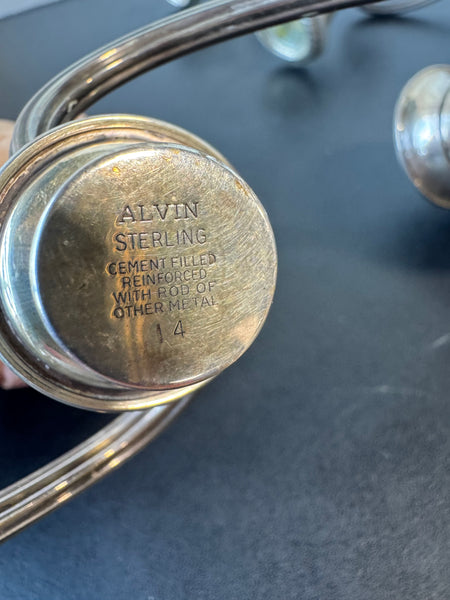 ALVIN
STERLING
CEMENT FILLED
REINFORCED
WITH ROD OF
OTHER METAL
14